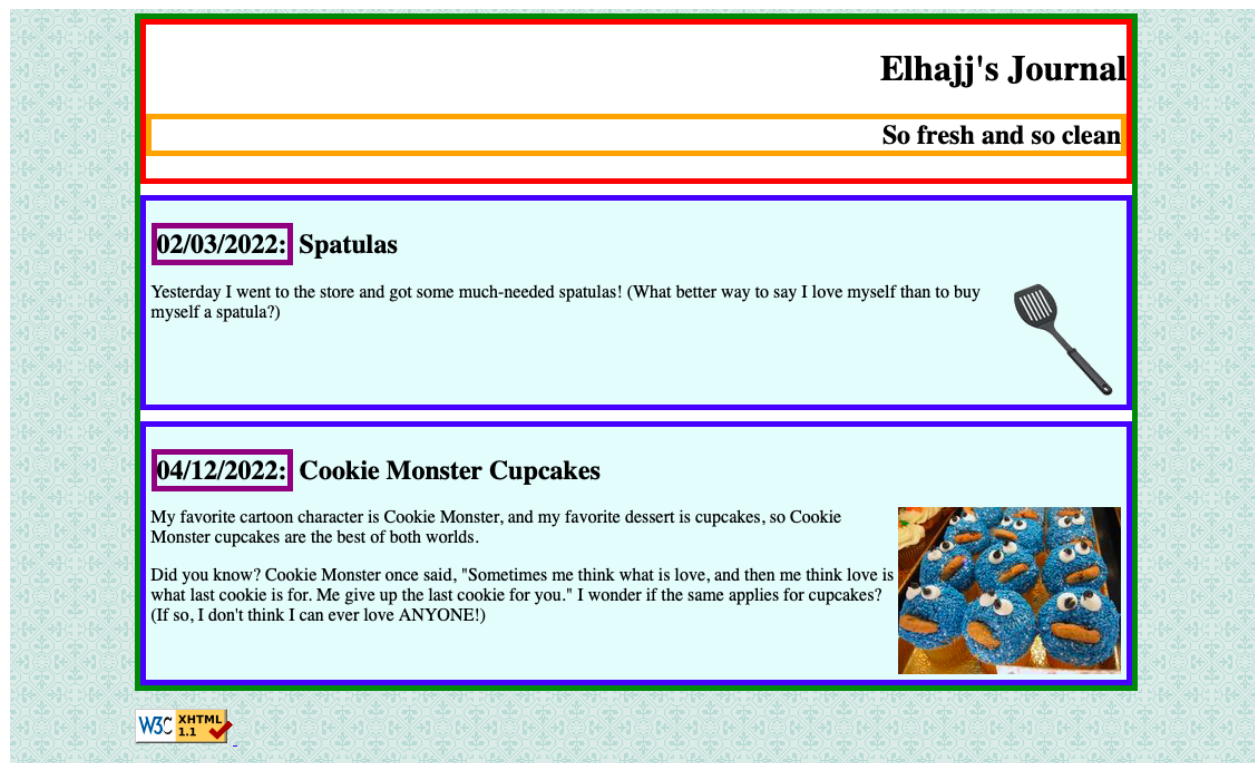 Elhajj's Journal
So fresh and so clean
02/03/2022: Spatulas
Yesterday I went to the store and got some much-needed spatulas! (What better way to say I love myself than to buy
myself a spatula?)
04/12/2022: Cookie Monster Cupcakes
My favorite cartoon character is Cookie Monster, and my favorite dessert is cupcakes, so Cookie
Monster cupcakes are the best of both worlds.
Did you know? Cookie Monster once said, "Sometimes me think what is love, and then me think love is
what last cookie is for. Me give up the last cookie for you." I wonder if the same applies for cupcakes?
(If so, I don't think I can ever love ANYONE!)
W3C XHTML
1.1